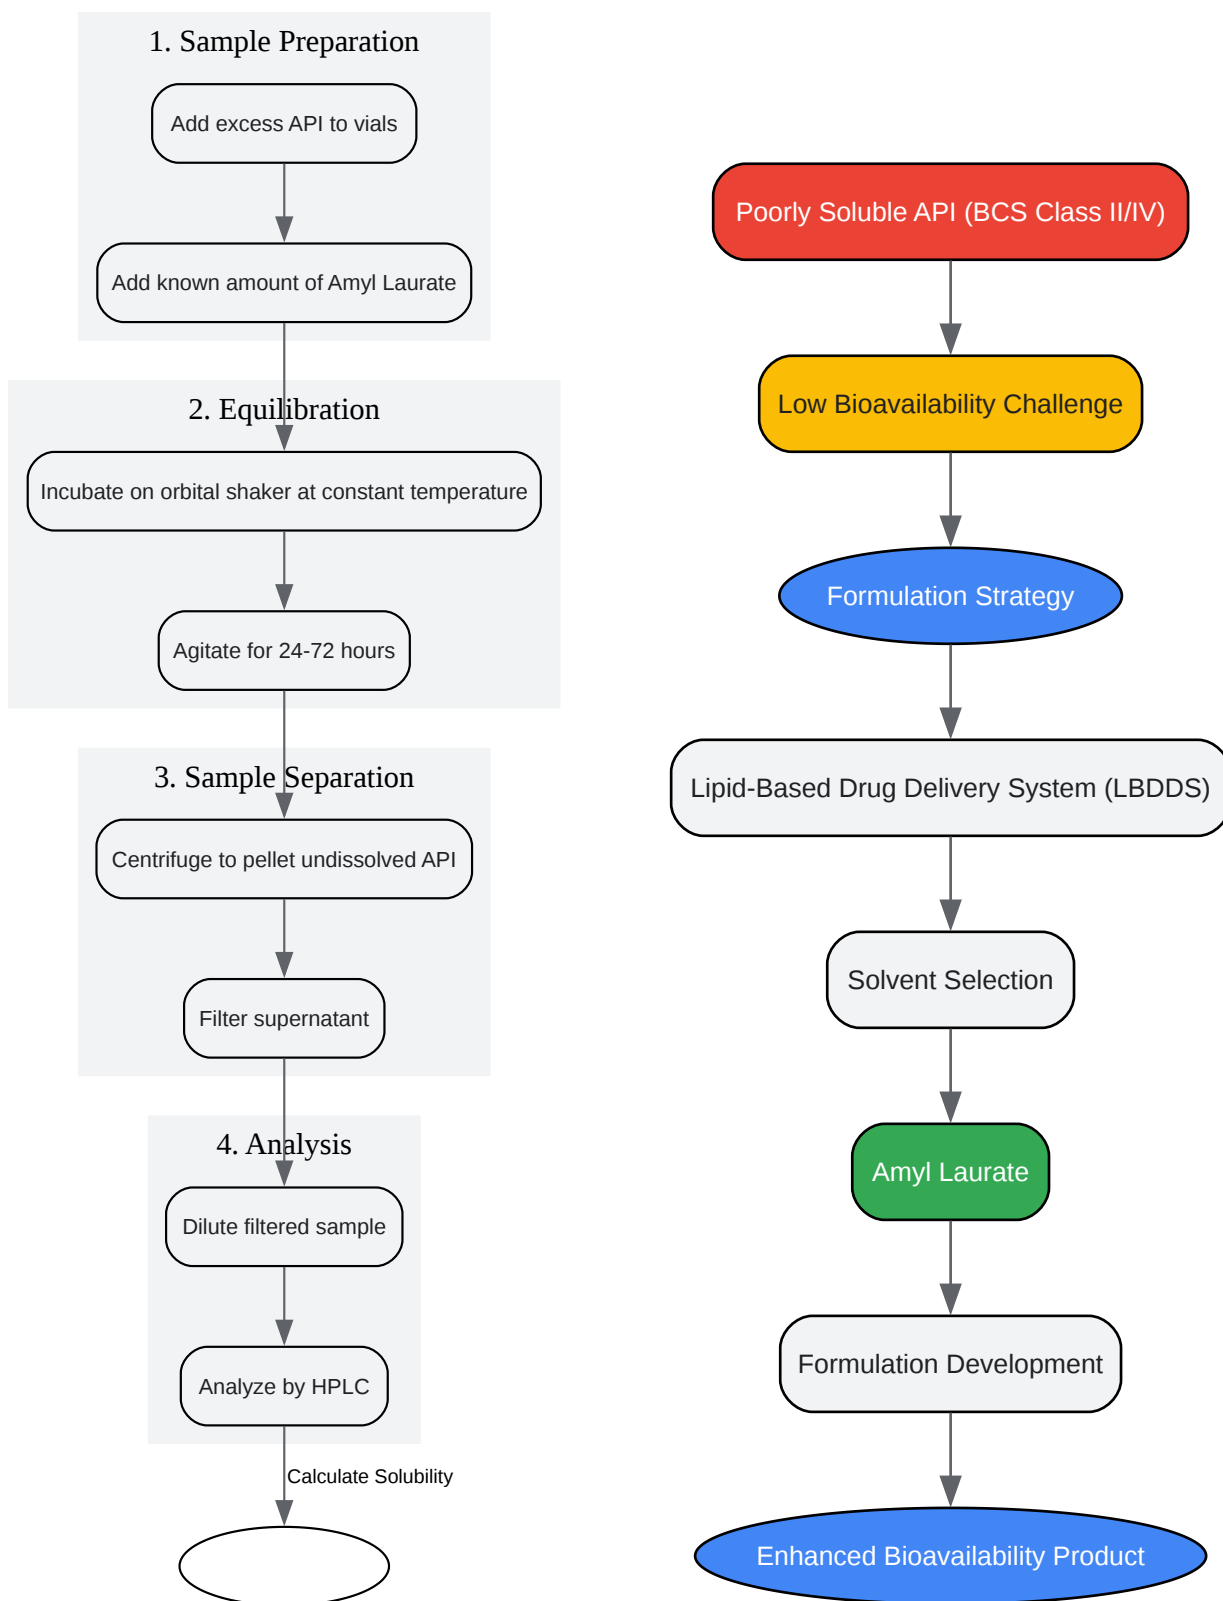 1. Sample Preparation
Add excess API to vials
Add known amount of Amyl Laurate
2. Equilibration
Incubate on orbital shaker at constant temperature
Agitate for 24-72 hours
3. Sample Separation
Centrifuge to pellet undissolved API
Filter supernatant
4. Analysis
Dilute filtered sample
Analyze by HPLC
Calculate Solubility
Poorly Soluble API (BCS Class II/IV)
Low Bioavailability Challenge
Formulation Strategy
Lipid-Based Drug Delivery System (LBDDS)
Solvent Selection
Amyl Laurate
Formulation Development
Enhanced Bioavailability Product